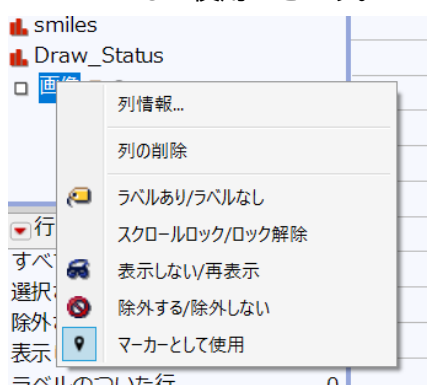 smiles
Draw_Status
画像
列情報...
列の削除
ラベルあり/ラベルなし
スクロールロック/ロック解除
表示しない/再表示
除外する/除外しない
マーカーとして使用
行
すべ
選択
除外
表示
ラベルのついた行 0